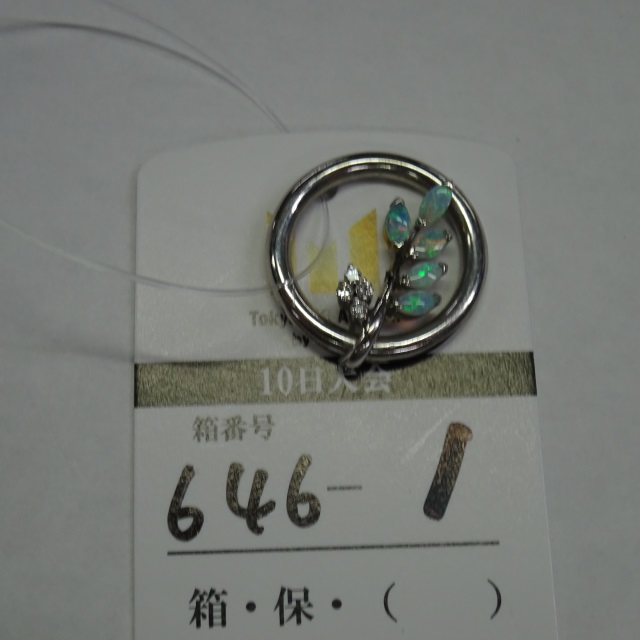 10日大会
箱番号
646-1
箱・保・（　　）